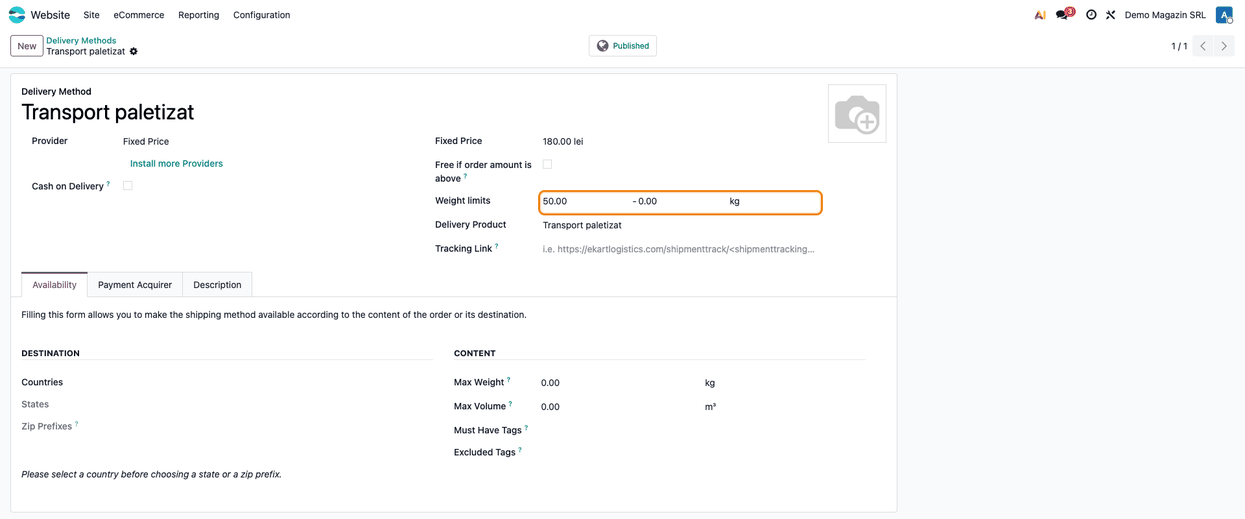 Website Site eCommerce Reporting Configuration AI 3 Demo Magazin SRL A
New Delivery Methods Published 1 / 1
Transport paletizat
Delivery Method
Transport paletizat
Provider Fixed Price Fixed Price 180.00 lei
Install more Providers Free if order amount is above ?
Cash on Delivery ?
Weight limits 50.00 - 0.00 kg
Delivery Product Transport paletizat
Tracking Link ? i.e. https://ekartlogistics.com/shipmenttrack/<shipmenttracking...
Availability Payment Acquirer Description
Filling this form allows you to make the shipping method available according to the content of the order or its destination.
DESTINATION CONTENT
Countries Max Weight ? 0.00 kg
States Max Volume ? 0.00 m³
Zip Prefixes ? Must Have Tags ?
Excluded Tags ?
Please select a country before choosing a state or a zip prefix.